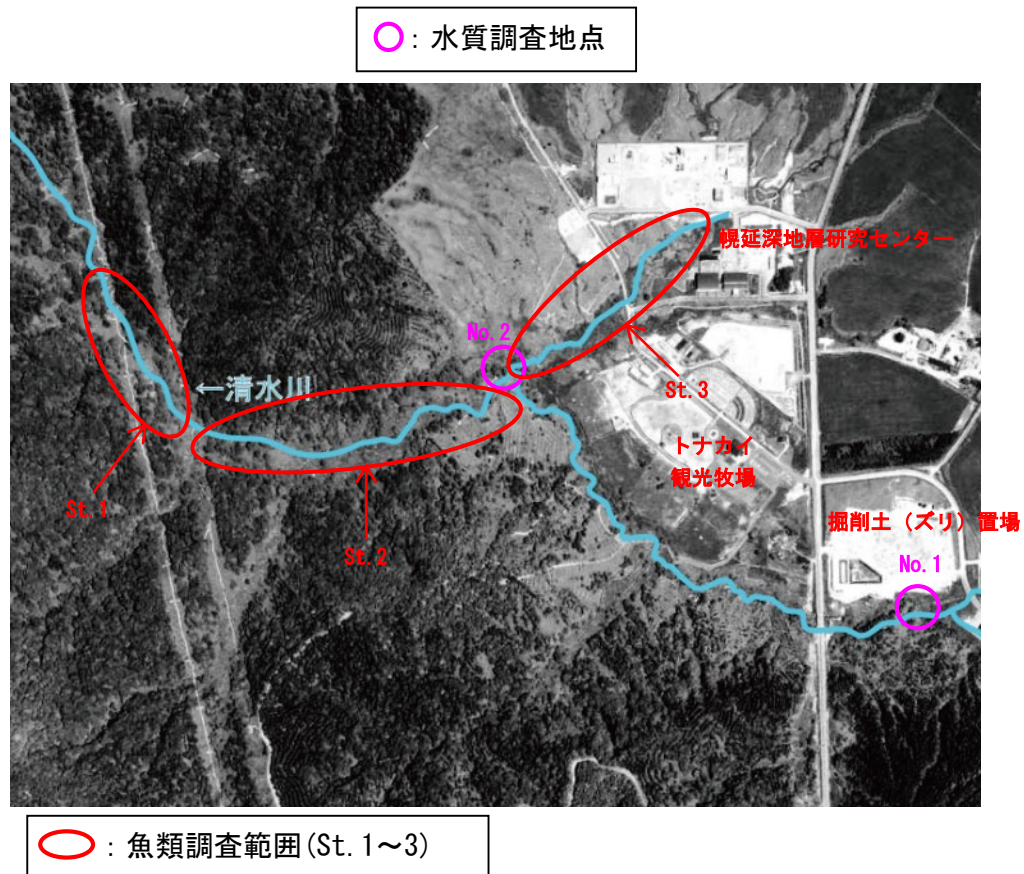 ○：水質調査地点
幌延深地層研究センター
No.2
←清水川
St.3
トナカイ
観光牧場
St.1
St.2
掘削土（ズリ）置場
No.1
：魚類調査範囲(St.1～3)